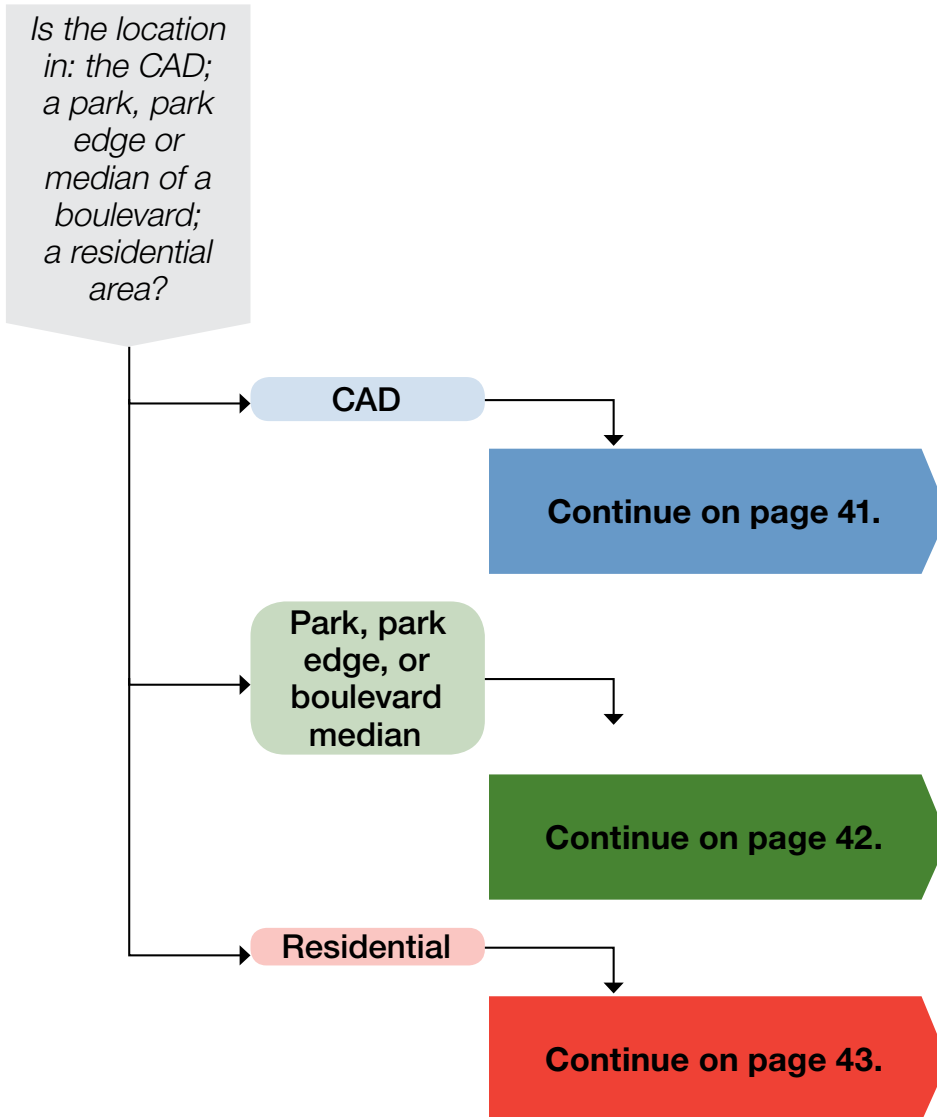 Is the location
in: the CAD;
a park, park
edge or
median of a
boulevard;
a residential
area?
CAD
Continue on page 41.
Park, park
edge, or
boulevard
median
Continue on page 42.
Residential
Continue on page 43.